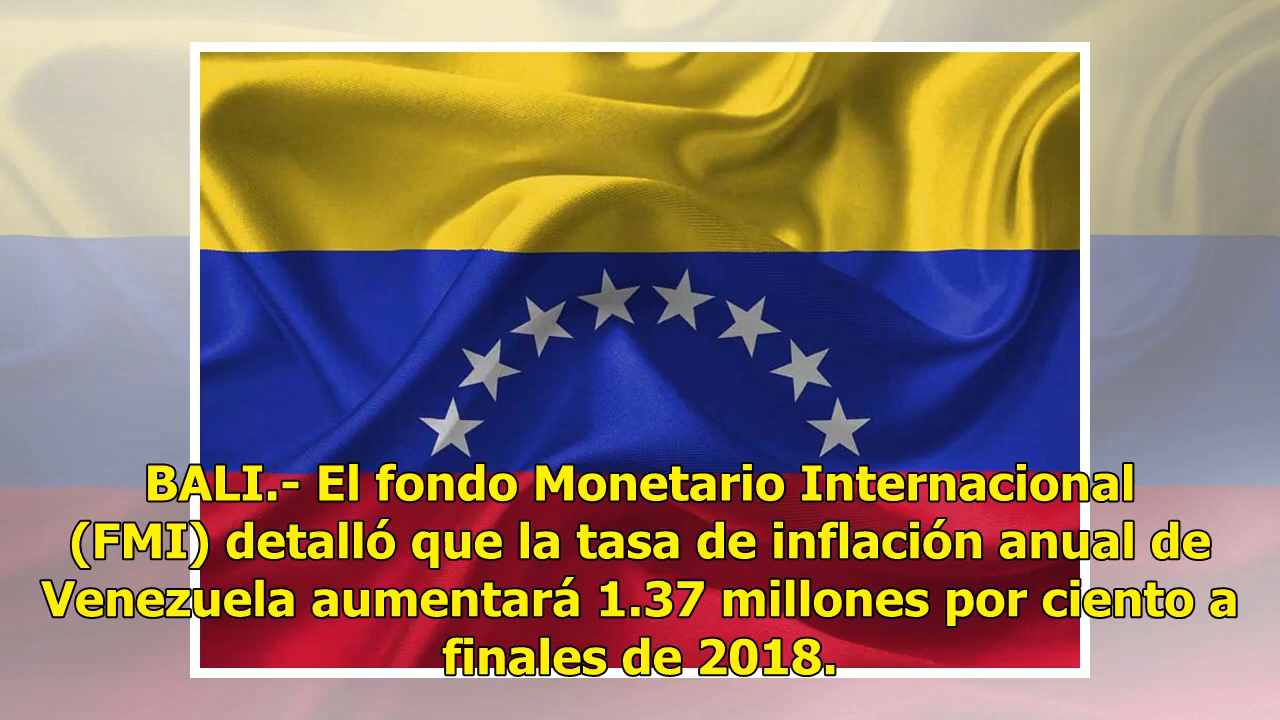 BALI.- El fondo Monetario Internacional
(FMI) detalló que la tasa de inflación anual de
Venezuela aumentará 1.37 millones por ciento a
finales de 2018.